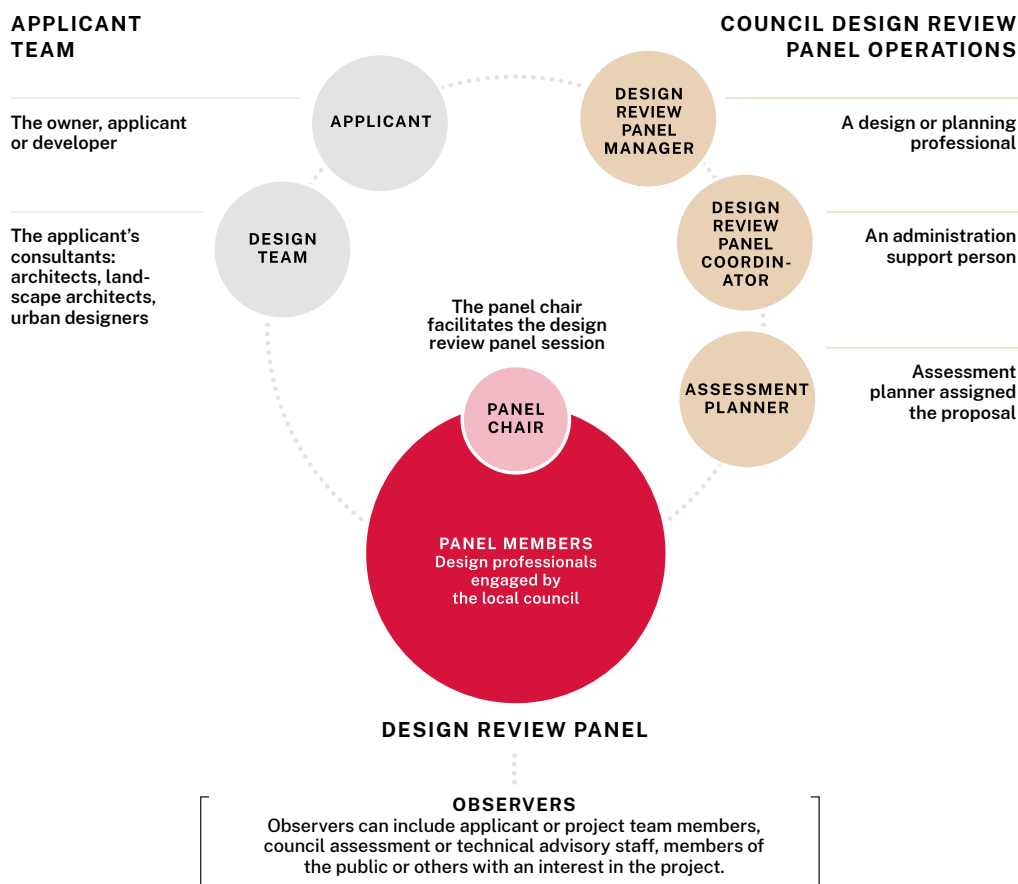 APPLICANT
TEAM
COUNCIL DESIGN REVIEW
PANEL OPERATIONS
APPLICANT
The owner, applicant
or developer
DESIGN
REVIEW
PANEL
MANAGER
A design or planning
professional
DESIGN
TEAM
The applicant’s
consultants:
architects, land-
scape architects,
urban designers
DESIGN
REVIEW
PANEL
COORDIN-
ATOR
An administration
support person
The panel chair
facilitates the design
review panel session
ASSESSMENT
PLANNER
Assessment
planner assigned
the proposal
PANEL
CHAIR
PANEL MEMBERS
Design professionals
engaged by
the local council
DESIGN REVIEW PANEL
OBSERVERS
Observers can include applicant or project team members,
council assessment or technical advisory staff, members of
the public or others with an interest in the project.